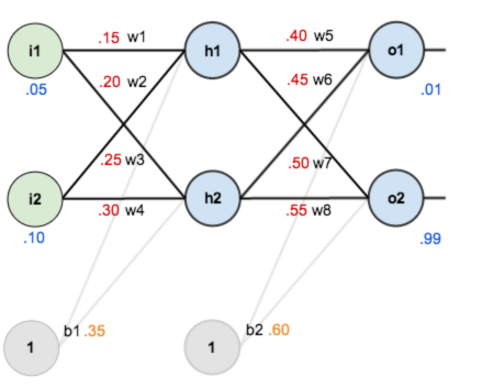 .15 w1
.40 w5
i1
h1
o1
.20 w2
.45 w6
.05
.01
.25 w3
.50 w7
i2
h2
o2
.30 w4
.55 w8
.10
.99
b1 .35
b2 .60
1
1